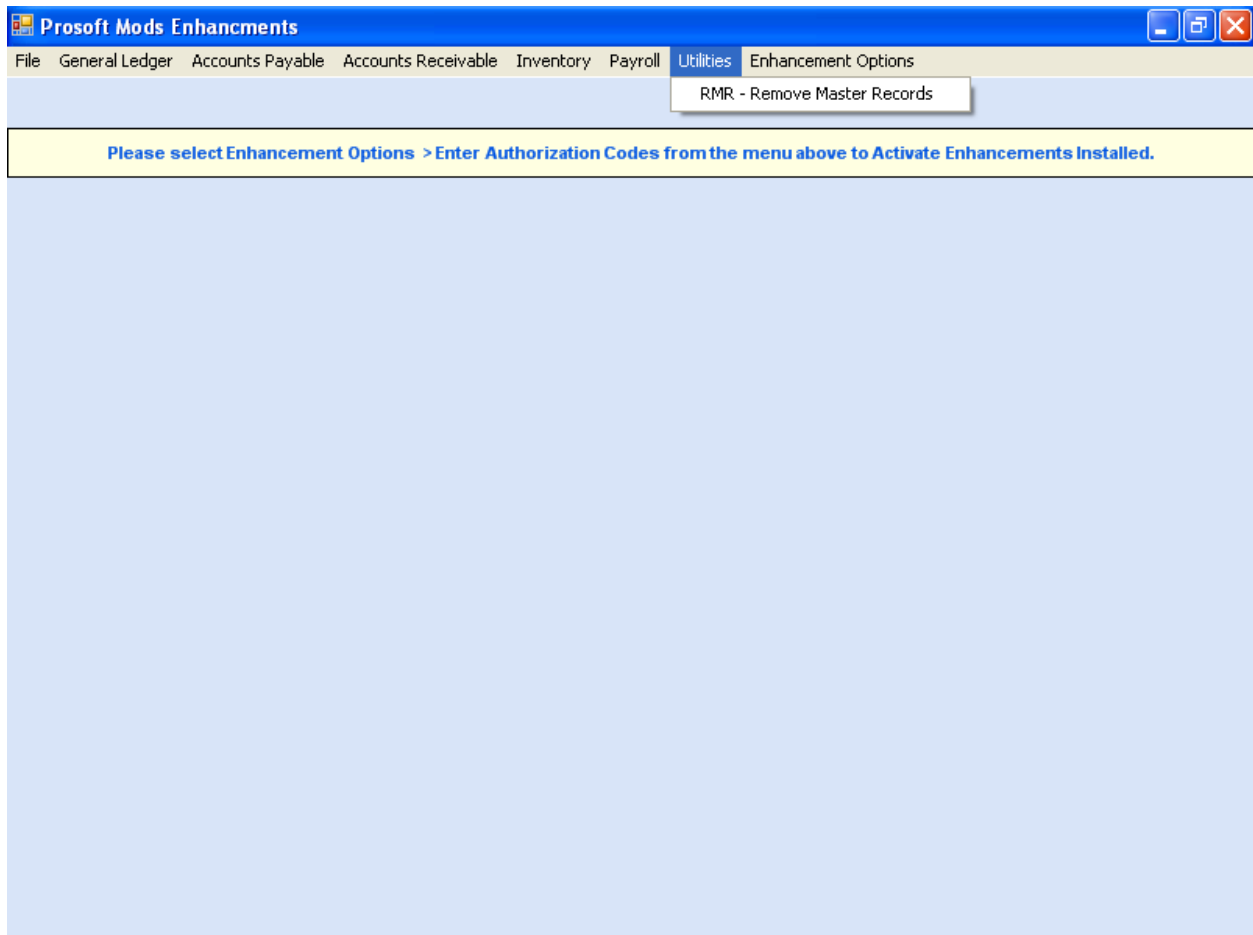 Prosoft Mods Enhancments
File General Ledger Accounts Payable Accounts Receivable Inventory Payroll Utilities Enhancement Options
RMR - Remove Master Records
Please select Enhancement Options > Enter Authorization Codes from the menu above to Activate Enhancements Installed.